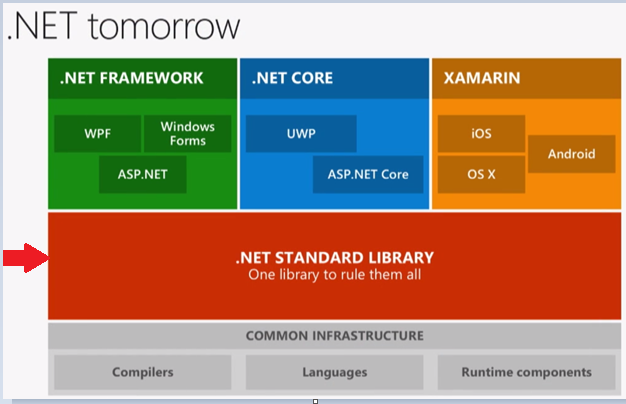 .NET tomorrow
.NET FRAMEWORK
.NET CORE
XAMARIN
WPF
Windows
Forms
ASP.NET
UWP
ASP.NET Core
iOS
Android
OS X
.NET STANDARD LIBRARY
One library to rule them all
COMMON INFRASTRUCTURE
Compilers
Languages
Runtime components